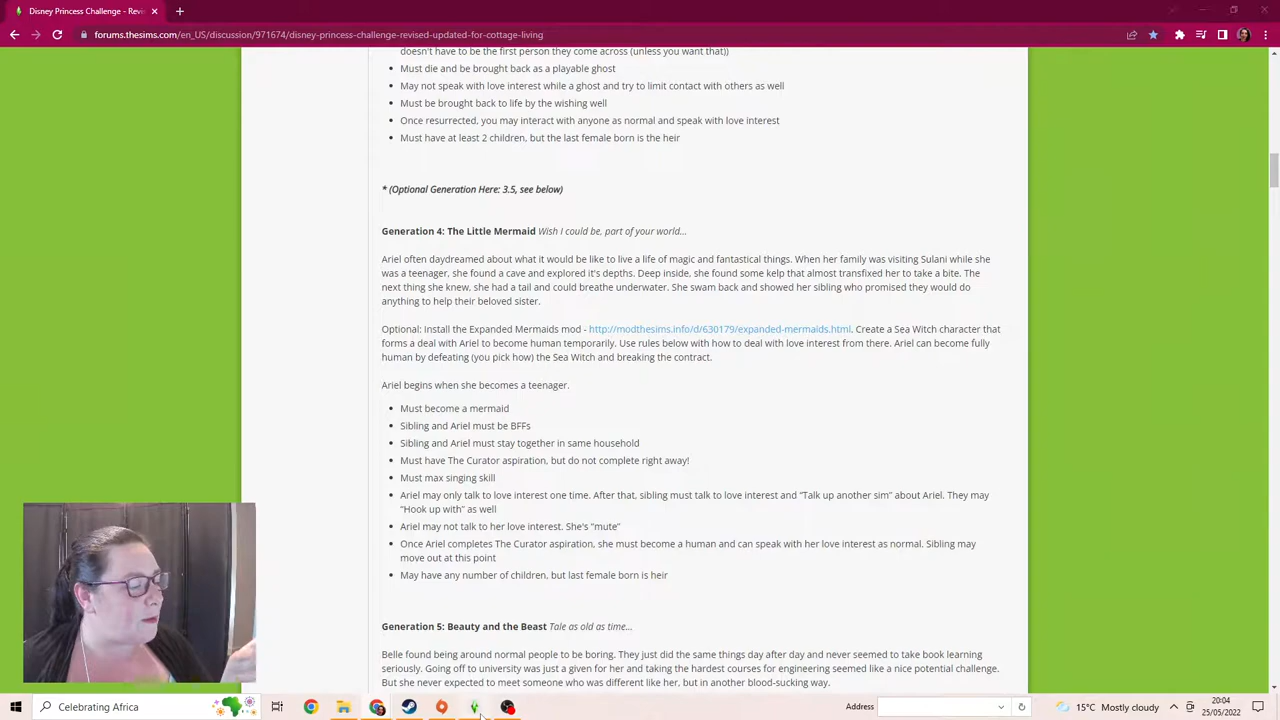 Disney Princess Challenge - Rev
forums.thesims.com/en_US/discussion/971674/disney-princess-challenge-revised-updated-for-cottage-living
doesn't have to be the first person they come across (unless you want that))
Must die and be brought back as a playable ghost
May not speak with love interest while a ghost and try to limit contact with others as well
Must be brought back to life by the wishing well
Once resurrected, you may interact with anyone as normal and speak with love interest
Must have at least 2 children, but the last female born is the heir
* (Optional Generation Here: 3.5, see below)
Generation 4: The Little Mermaid Wish I could be, part of your world...
Ariel often daydreamed about what it would be like to live a life of magic and fantastical things. When her family was visiting Sulani while she
was a teenager, she found a cave and explored it's depths. Deep inside, she found some kelp that almost transfixed her to take a bite. The
next thing she knew, she had a tail and could breathe underwater. She swam back and showed her sibling who promised they would do
anything to help their beloved sister.
Optional: Install the Expanded Mermaids mod - http://modthesims.info/d/630179/expanded-mermaids.html. Create a Sea Witch character that
forms a deal with Ariel to become human temporarily. Use rules below with how to deal with love interest from there. Ariel can become fully
human by defeating (you pick how) the Sea Witch and breaking the contract.
Ariel begins when she becomes a teenager.
Must become a mermaid
Sibling and Ariel must be BFFs
Sibling and Ariel must stay together in same household
Must have The Curator aspiration, but do not complete right away!
Must max singing skill
Ariel may only talk to love interest one time. After that, sibling must talk to love interest and "Talk up another sim" about Ariel. They may
"Hook up with" as well
Ariel may not talk to her love interest. She's "mute"
Once Ariel completes The Curator aspiration, she must become a human and can speak with her love interest as normal. Sibling may
move out at this point
May have any number of children, but last female born is heir
Generation 5: Beauty and the Beast Tale as old as time...
Belle found being around normal people to be boring. They just did the same things day after day and never seemed to take book learning
seriously. Going off to university was just a given for her and taking the hardest courses for engineering seemed like a nice potential challenge.
But she never expected to meet someone who was different like her, but in another blood-sucking way.
Celebrating Africa
Address
15°C Mostly cloudy
20:04
25/05/2022